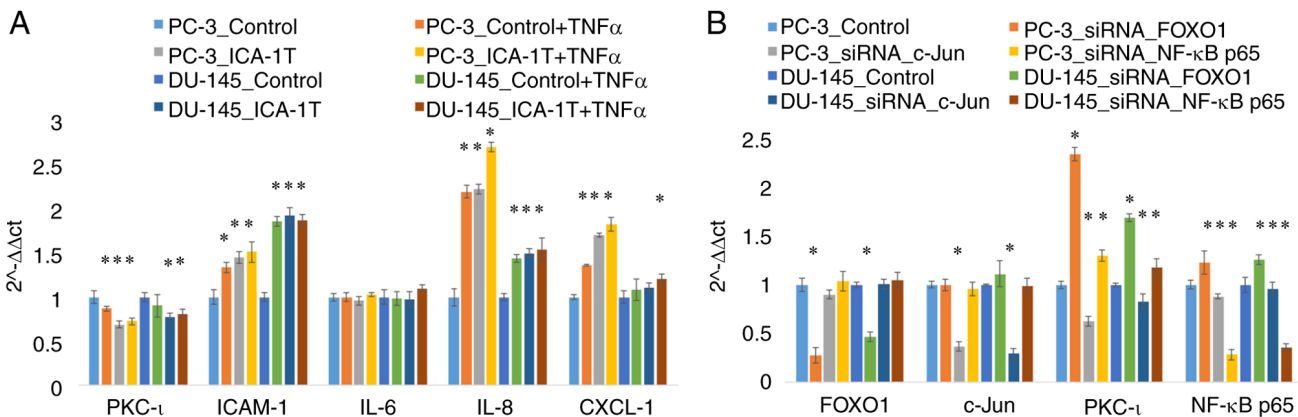 A
PC-3_Control
PC-3_Control+TNFα
PC-3_ICA-1T
PC-3_ICA-1T+TNFα
DU-145_Control
DU-145_Control+TNFα
DU-145_ICA-1T
DU-145_ICA-1T+TNFα
2^-ΔΔct
3
2.5
2
1.5
1
0.5
0
* * *
* *
*
* *
* * *
* *
*
* * *
* * *
*
PKC-ι
ICAM-1
IL-6
IL-8
CXCL-1
B
PC-3_Control
PC-3_siRNA_FOXO1
PC-3_siRNA_c-Jun
PC-3_siRNA_NF-κB p65
DU-145_Control
DU-145_siRNA_FOXO1
DU-145_siRNA_c-Jun
DU-145_siRNA_NF-κB p65
2^-ΔΔct
2.5
2
1.5
1
0.5
0
*
*
*
*
*
* *
*
* *
* * *
* * *
FOXO1
c-Jun
PKC-ι
NF-κB p65